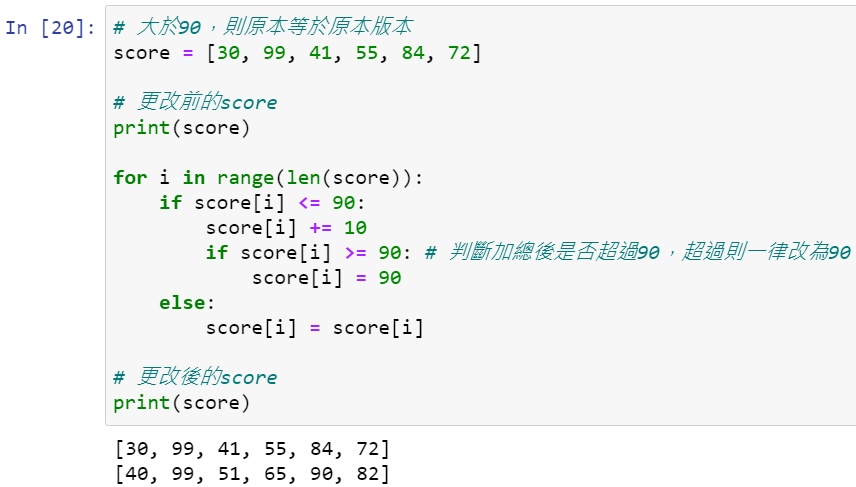 In [20]: # 大於90，則原本等於原本版本
score = [30, 99, 41, 55, 84, 72]
# 更改前的score
print(score)
for i in range(len(score)):
    if score[i] <= 90:
        score[i] += 10
        if score[i] >= 90: # 判斷加總後是否超過90，超過則一律改為90
            score[i] = 90
    else:
        score[i] = score[i]
# 更改後的score
print(score)
[30, 99, 41, 55, 84, 72]
[40, 99, 51, 65, 90, 82]